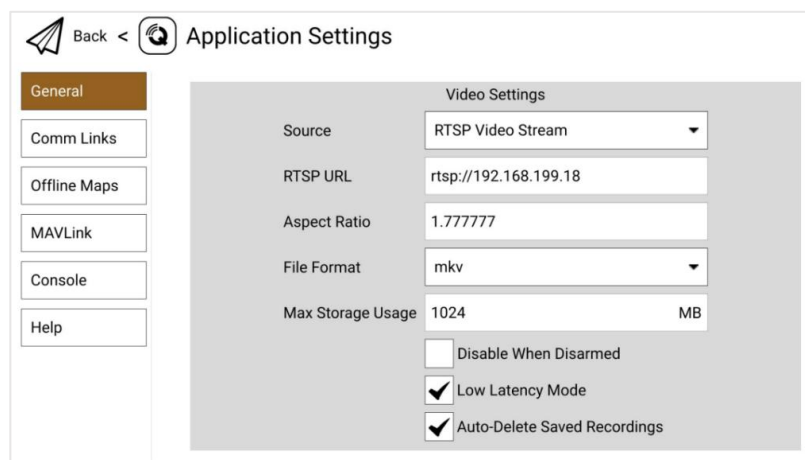 Back < Application Settings
General
Comm Links
Offline Maps
MAVLink
Console
Help
Video Settings
Source RTSP Video Stream
RTSP URL rtsp://192.168.199.18
Aspect Ratio 1.777777
File Format mkv
Max Storage Usage 1024 MB
Disable When Disarmed
Low Latency Mode
Auto-Delete Saved Recordings